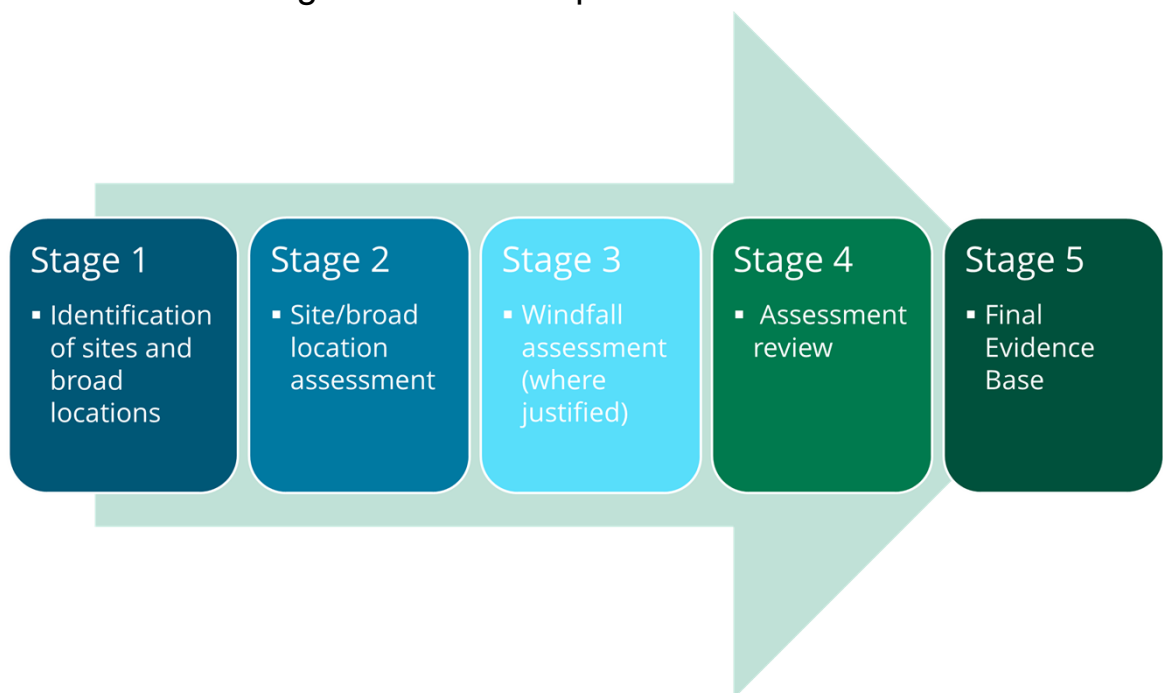 Stage 1
▪ Identification
of sites and
broad
locations
Stage 2
▪ Site/broad
location
assessment
Stage 3
▪ Windfall
assessment
(where
justified)
Stage 4
▪ Assessment
review
Stage 5
▪ Final
Evidence
Base